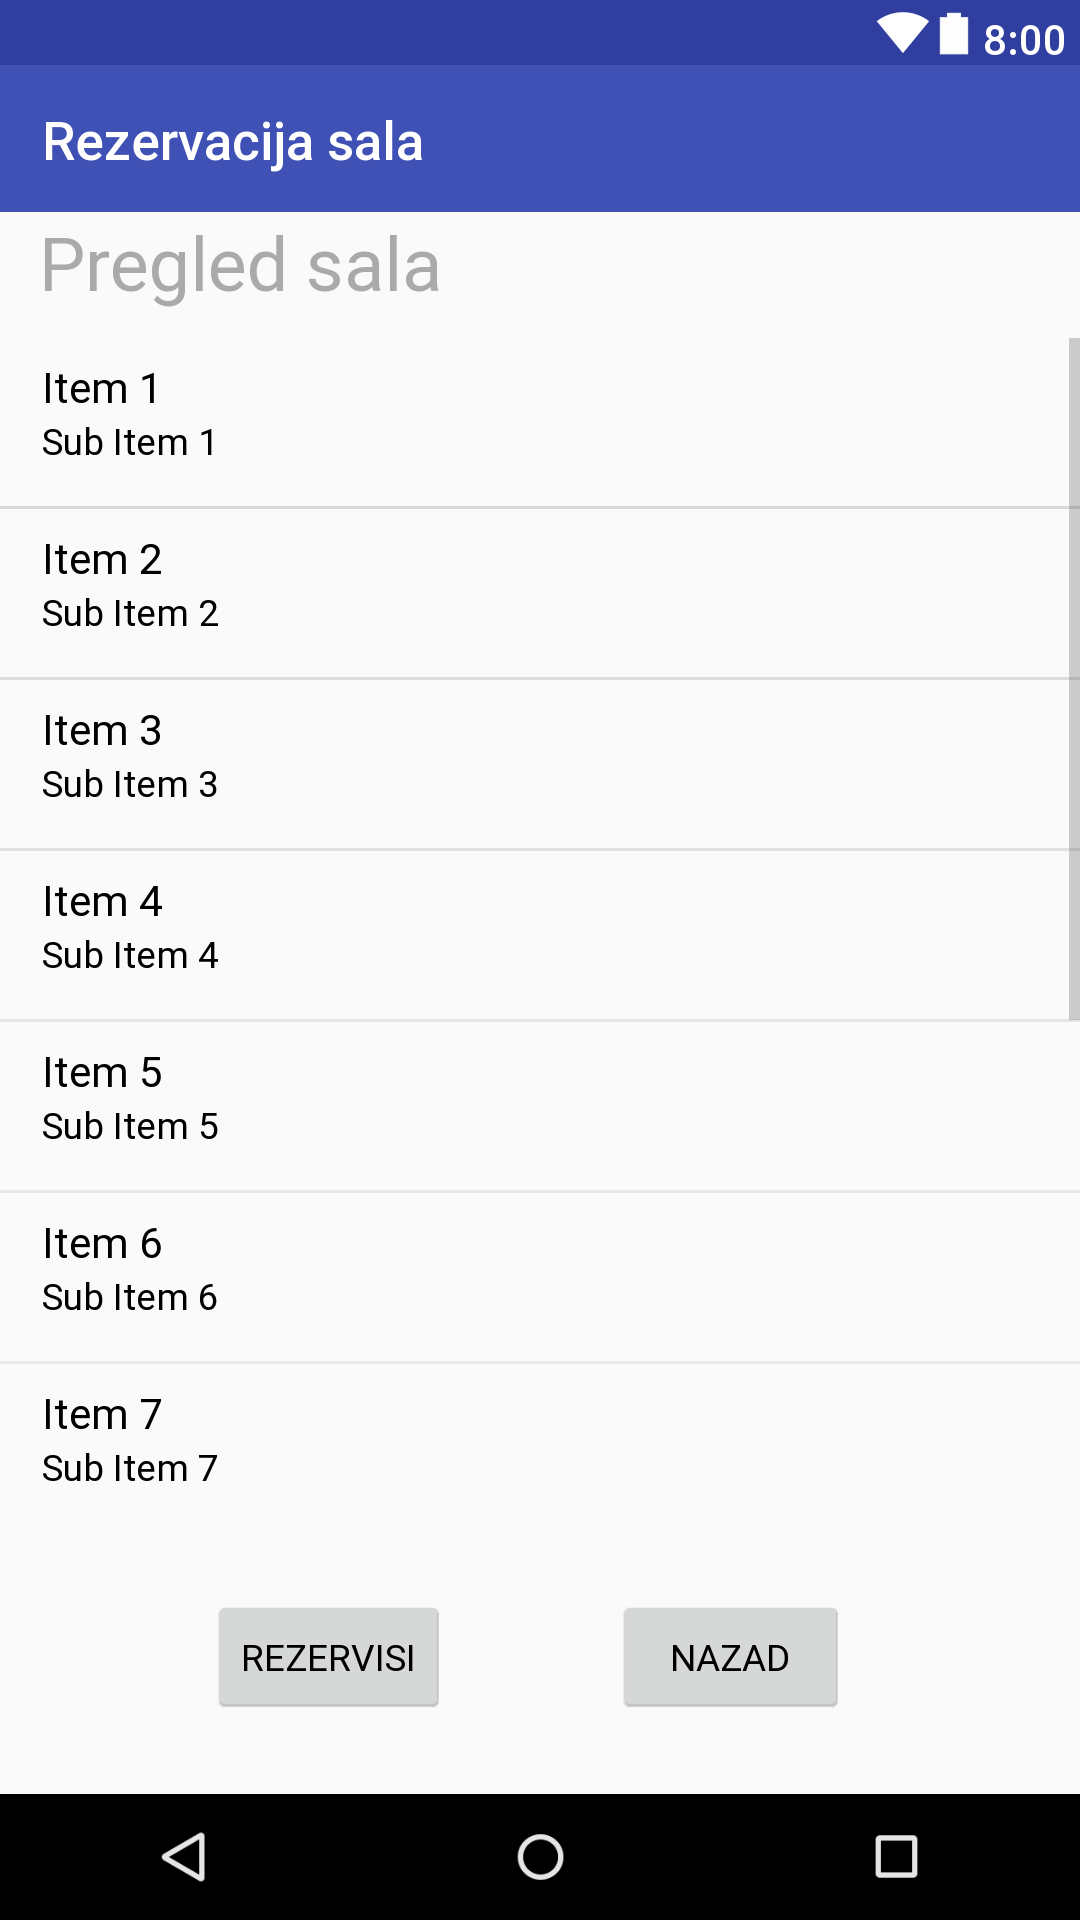 8:00
Rezervacija sala
Pregled sala
Item 1
Sub Item 1
Item 2
Sub Item 2
Item 3
Sub Item 3
Item 4
Sub Item 4
Item 5
Sub Item 5
Item 6
Sub Item 6
Item 7
Sub Item 7
REZERVISI NAZAD